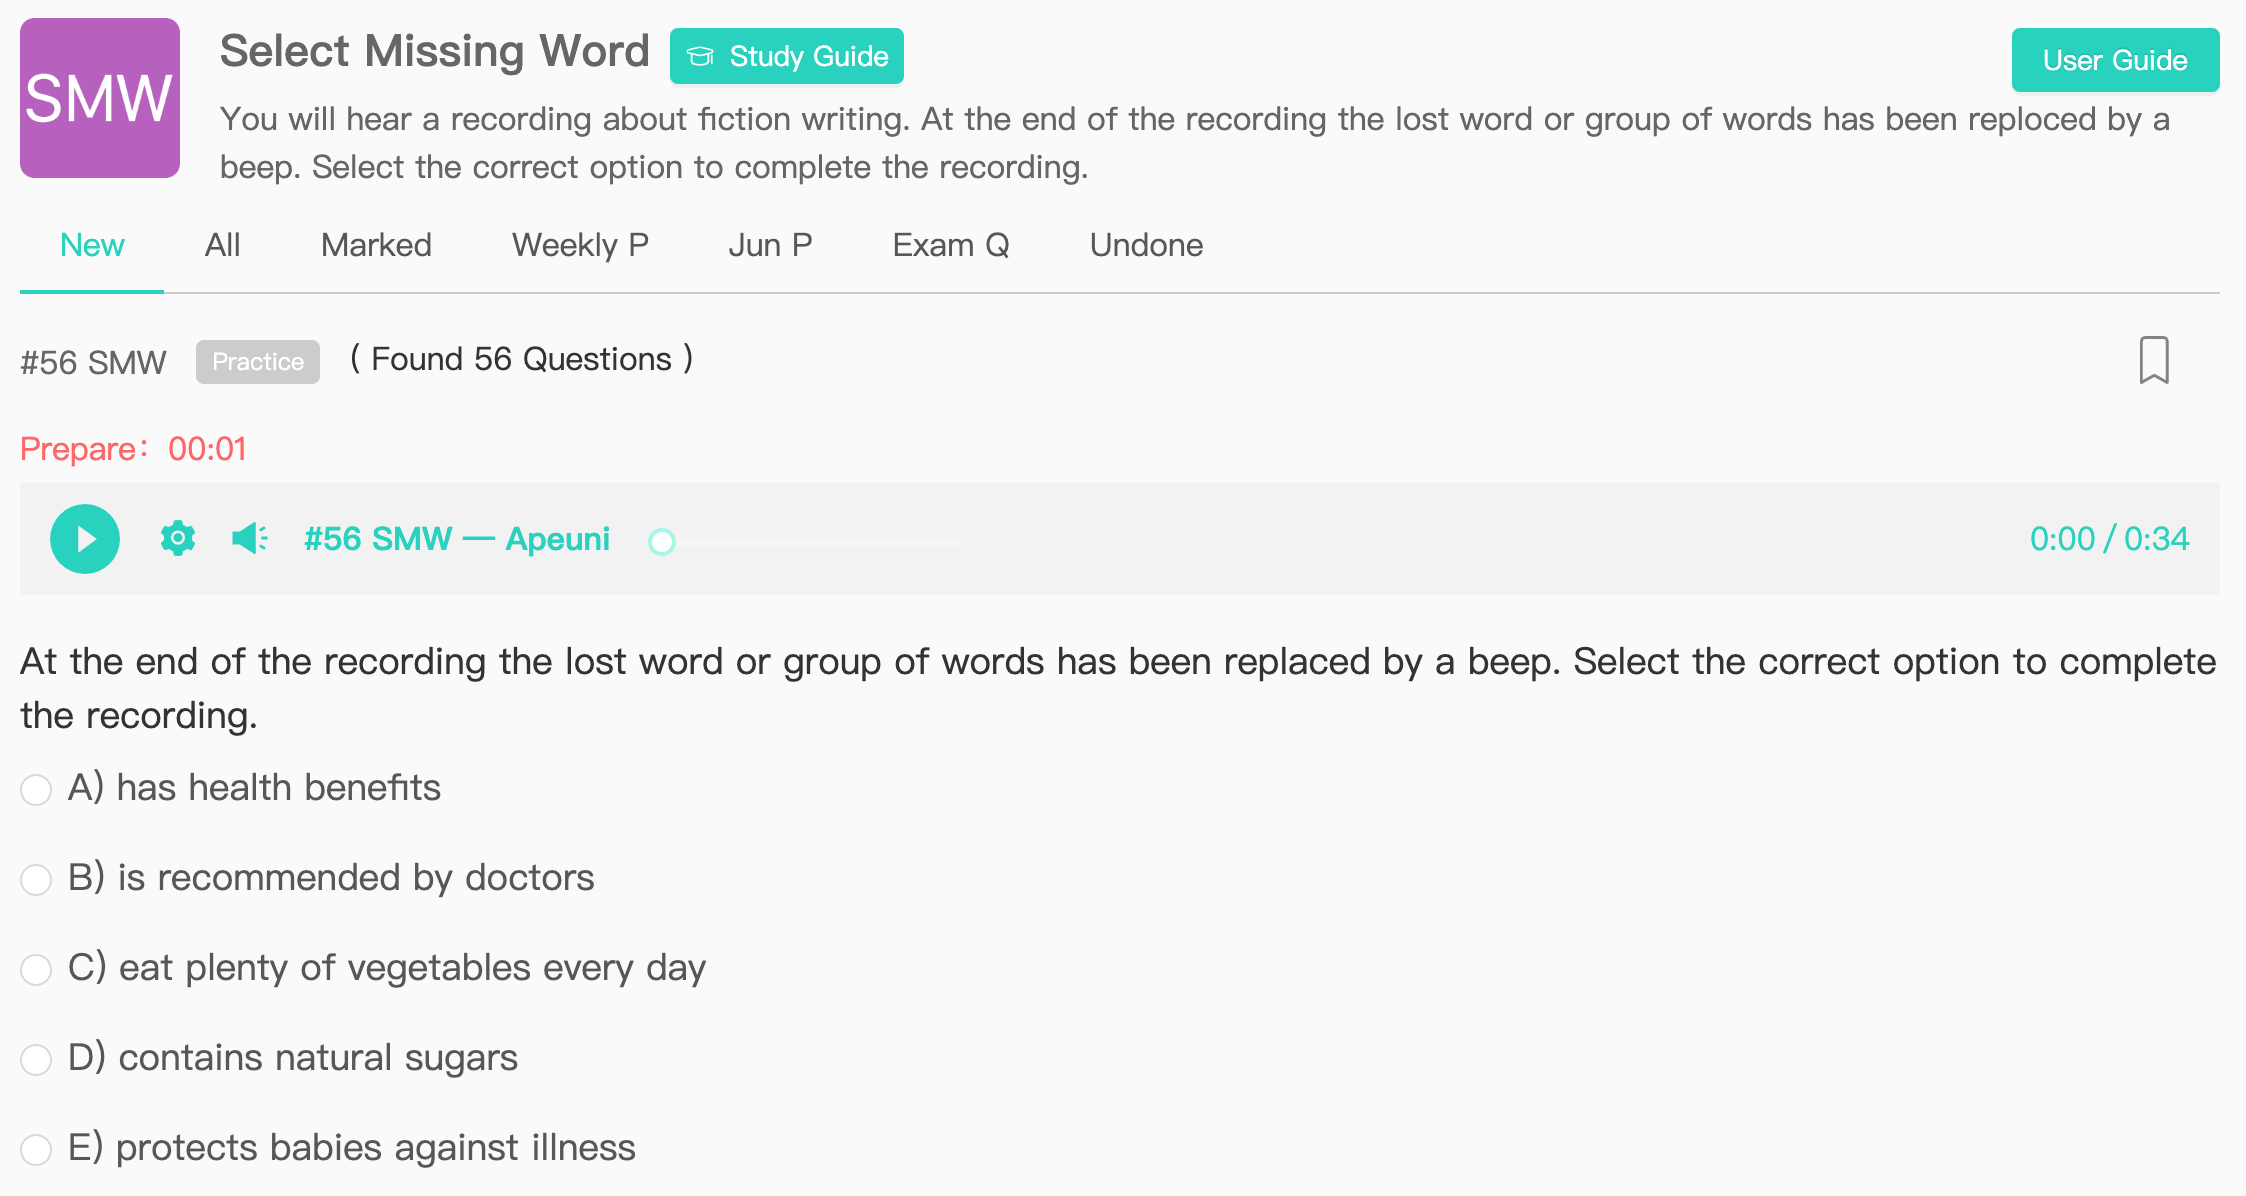 SMW
Select Missing Word
Study Guide
User Guide
You will hear a recording about fiction writing. At the end of the recording the lost word or group of words has been reploced by a
beep. Select the correct option to complete the recording.
New All Marked Weekly P Jun P Exam Q Undone
#56 SMW Practice ( Found 56 Questions )
Prepare： 00:01
#56 SMW — Apeuni 0:00 / 0:34
At the end of the recording the lost word or group of words has been replaced by a beep. Select the correct option to complete
the recording.
A) has health benefits
B) is recommended by doctors
C) eat plenty of vegetables every day
D) contains natural sugars
E) protects babies against illness